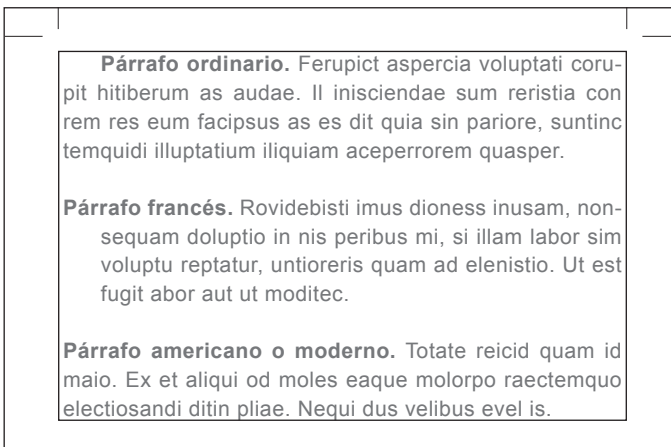 Párrafo ordinario. Ferupict aspercia voluptati coru-
pit hitiberum as audae. Il inisciendae sum reristia con
rem res eum facipsus as es dit quia sin pariore, suntinc
temquidi illuptatium iliquiam aceperrorem quasper.
Párrafo francés. Rovidebisti imus dioness inusam, non-
sequam doluptio in nis peribus mi, si illam labor sim
voluptu reptatur, untioreris quam ad elenistio. Ut est
fugit abor aut ut moditec.
Párrafo americano o moderno. Totate reicid quam id
maio. Ex et aliqui od moles eaque molorpo raectemquo
electiosandi ditin pliae. Nequi dus velibus evel is.